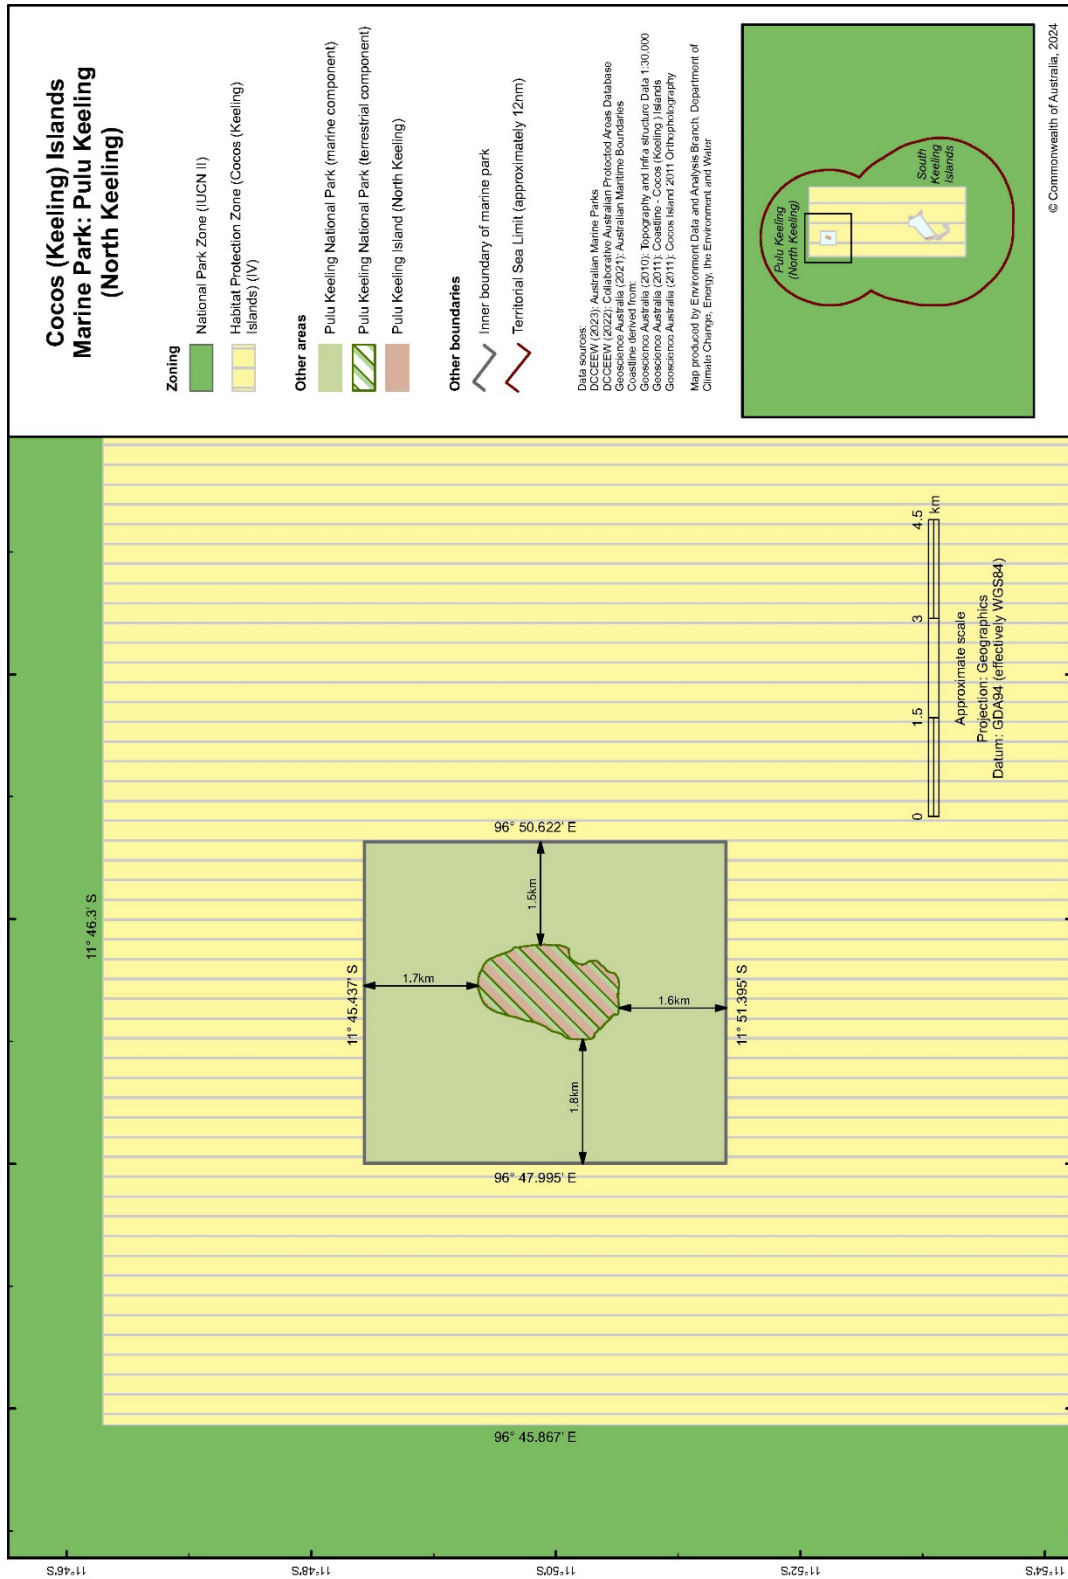 Cocos (Keeling) Islands
Marine Park: Pulu Keeling
(North Keeling)
Zoning
National Park Zone (IUCN II)
Habitat Protection Zone (Cocos (Keeling)
Islands) (IV)
Other areas
Pulu Keeling National Park (marine component)
Pulu Keeling National Park (terrestrial component)
Pulu Keeling Island (North Keeling)
Other boundaries
Inner boundary of marine park
Territorial Sea Limit (approximately 12nm)
Data sources:
DCCEEW (2023): Australian Marine Parks
DCCEEW (2022): Collaborative Australian Protected Areas Database
Geoscience Australia (2021): Australian Maritime Boundaries
Coastline derived from:
Geoscience Australia (2010): Topography and Infra structure Data 1:30,000
Geoscience Australia (2011): Coastline - Cocos (Keeling ) Islands
Geoscience Australia (2011): Cocos Island 2011 Orthophotography
Map produced by Environment Data and Analysis Branch, Department of
Climate Change, Energy, the Environment and Water
Pulu Keeling
(North Keeling)
South
Keeling
Islands
© Commonwealth of Australia, 2024
11° 46.3' S
96° 45.867' E
11° 45.437' S
96° 50.622' E
96° 47.995' E
11° 51.395' S
1.7km
1.5km
1.8km
1.6km
0
1.5
3
4.5
km
Approximate scale
Projection: Geographics
Datum: GDA94 (effectively WGS84)
11°46'S
11°48'S
11°50'S
11°52'S
11°54'S